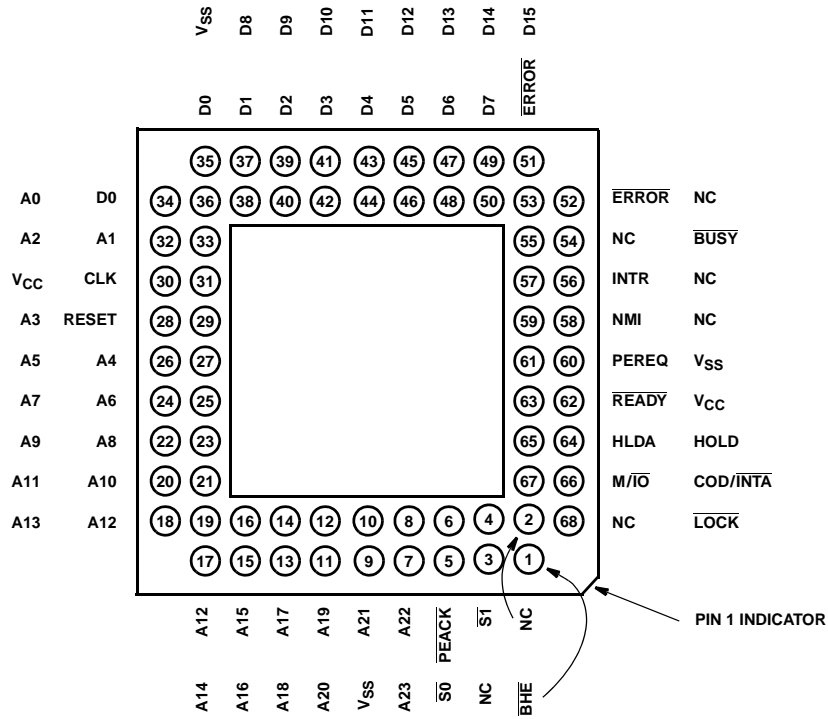 VSS D8 D9 D10 D11 D12 D13 D14 D15
D0 D1 D2 D3 D4 D5 D6 D7 ERROR
35 37 39 41 43 45 47 49 51
A0 D0 34 36 38 40 42 44 46 48 50 53 52 ERROR NC
A2 A1 32 33 55 54 NC BUSY
VCC CLK 30 31 57 56 INTR NC
A3 RESET 28 29 59 58 NMI NC
A5 A4 26 27 61 60 PEREQ VSS
A7 A6 24 25 63 62 READY VCC
A9 A8 22 23 65 64 HLDA HOLD
A11 A10 20 21 67 66 M/IO COD/INTA
A13 A12 18 19 16 14 12 10 8 6 4 2 68 NC LOCK
17 15 13 11 9 7 5 3 1
PIN 1 INDICATOR
A12 A15 A17 A19 A21 A22 PEACK S1 NC
A14 A16 A18 A20 VSS A23 S0 NC BHE